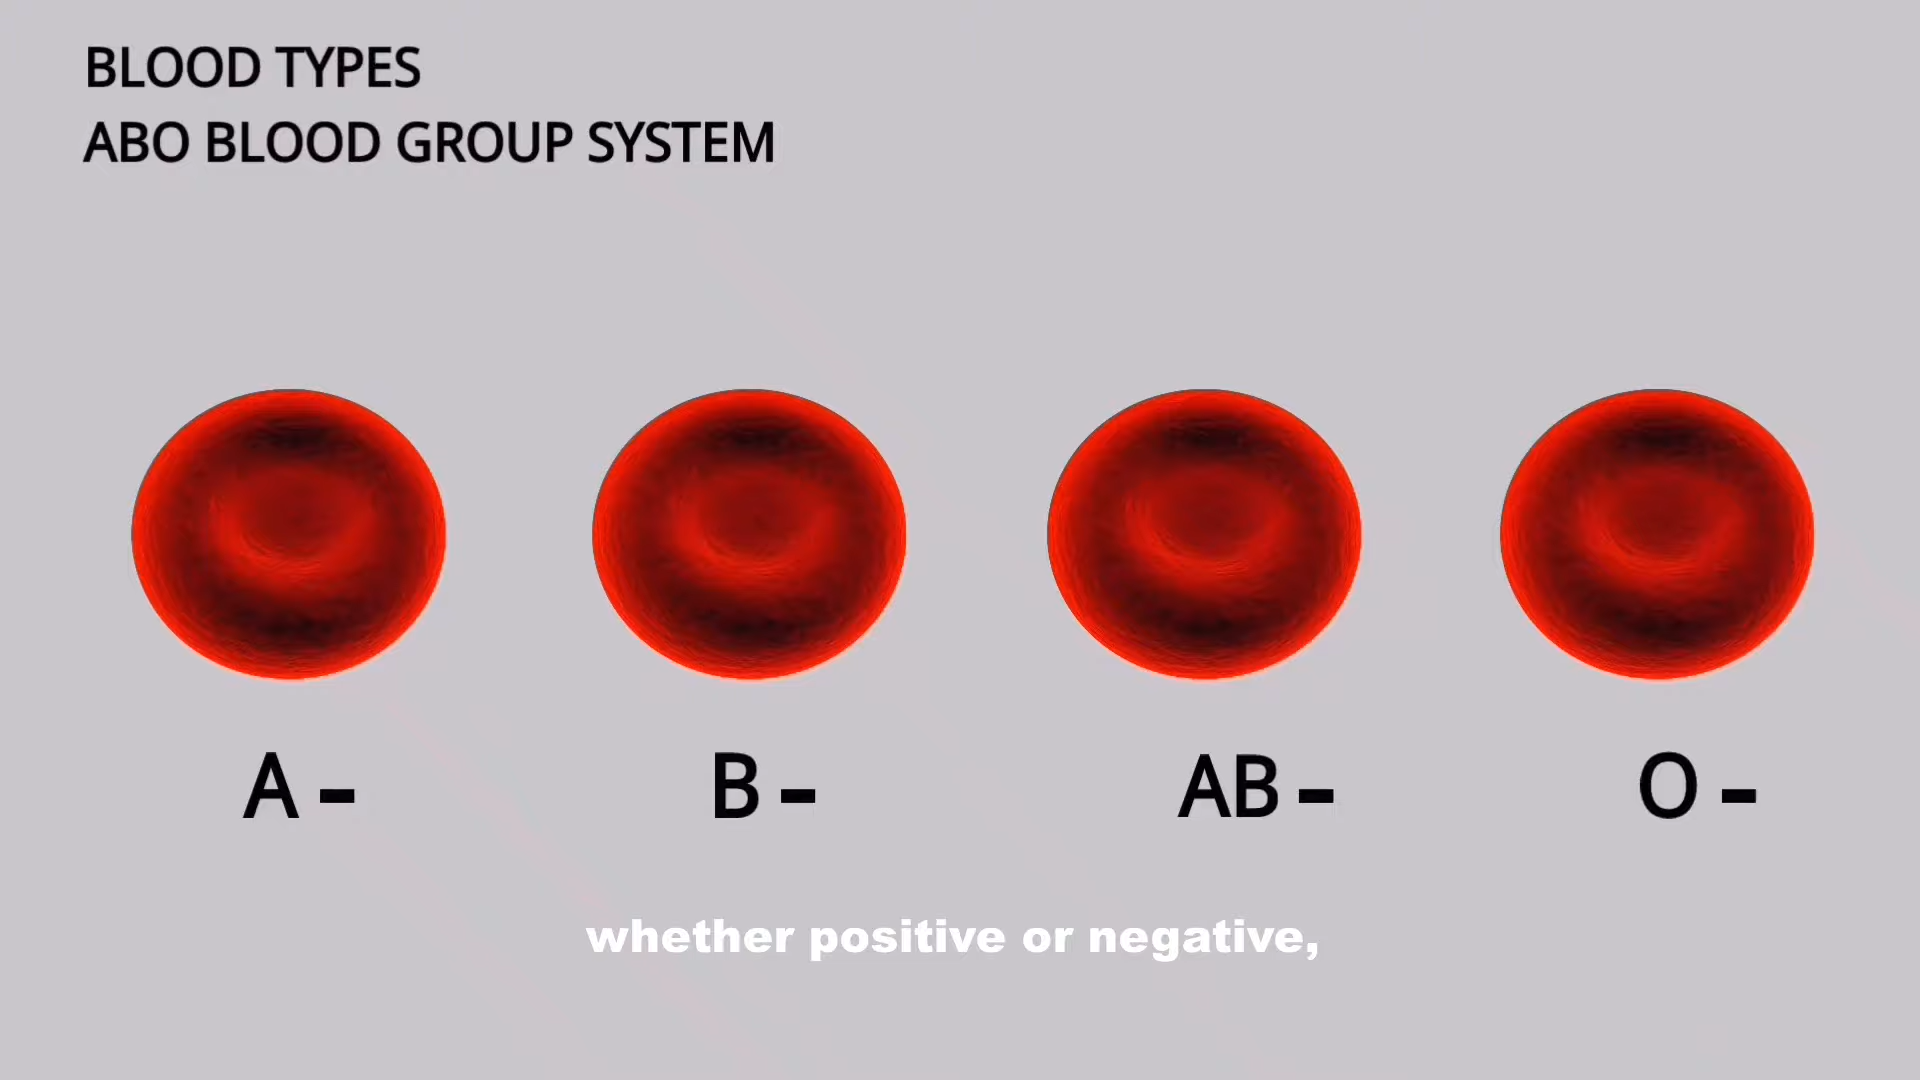 BLOOD TYPES
ABO BLOOD GROUP SYSTEM
A -
B -
AB -
O -
whether positive or negative,